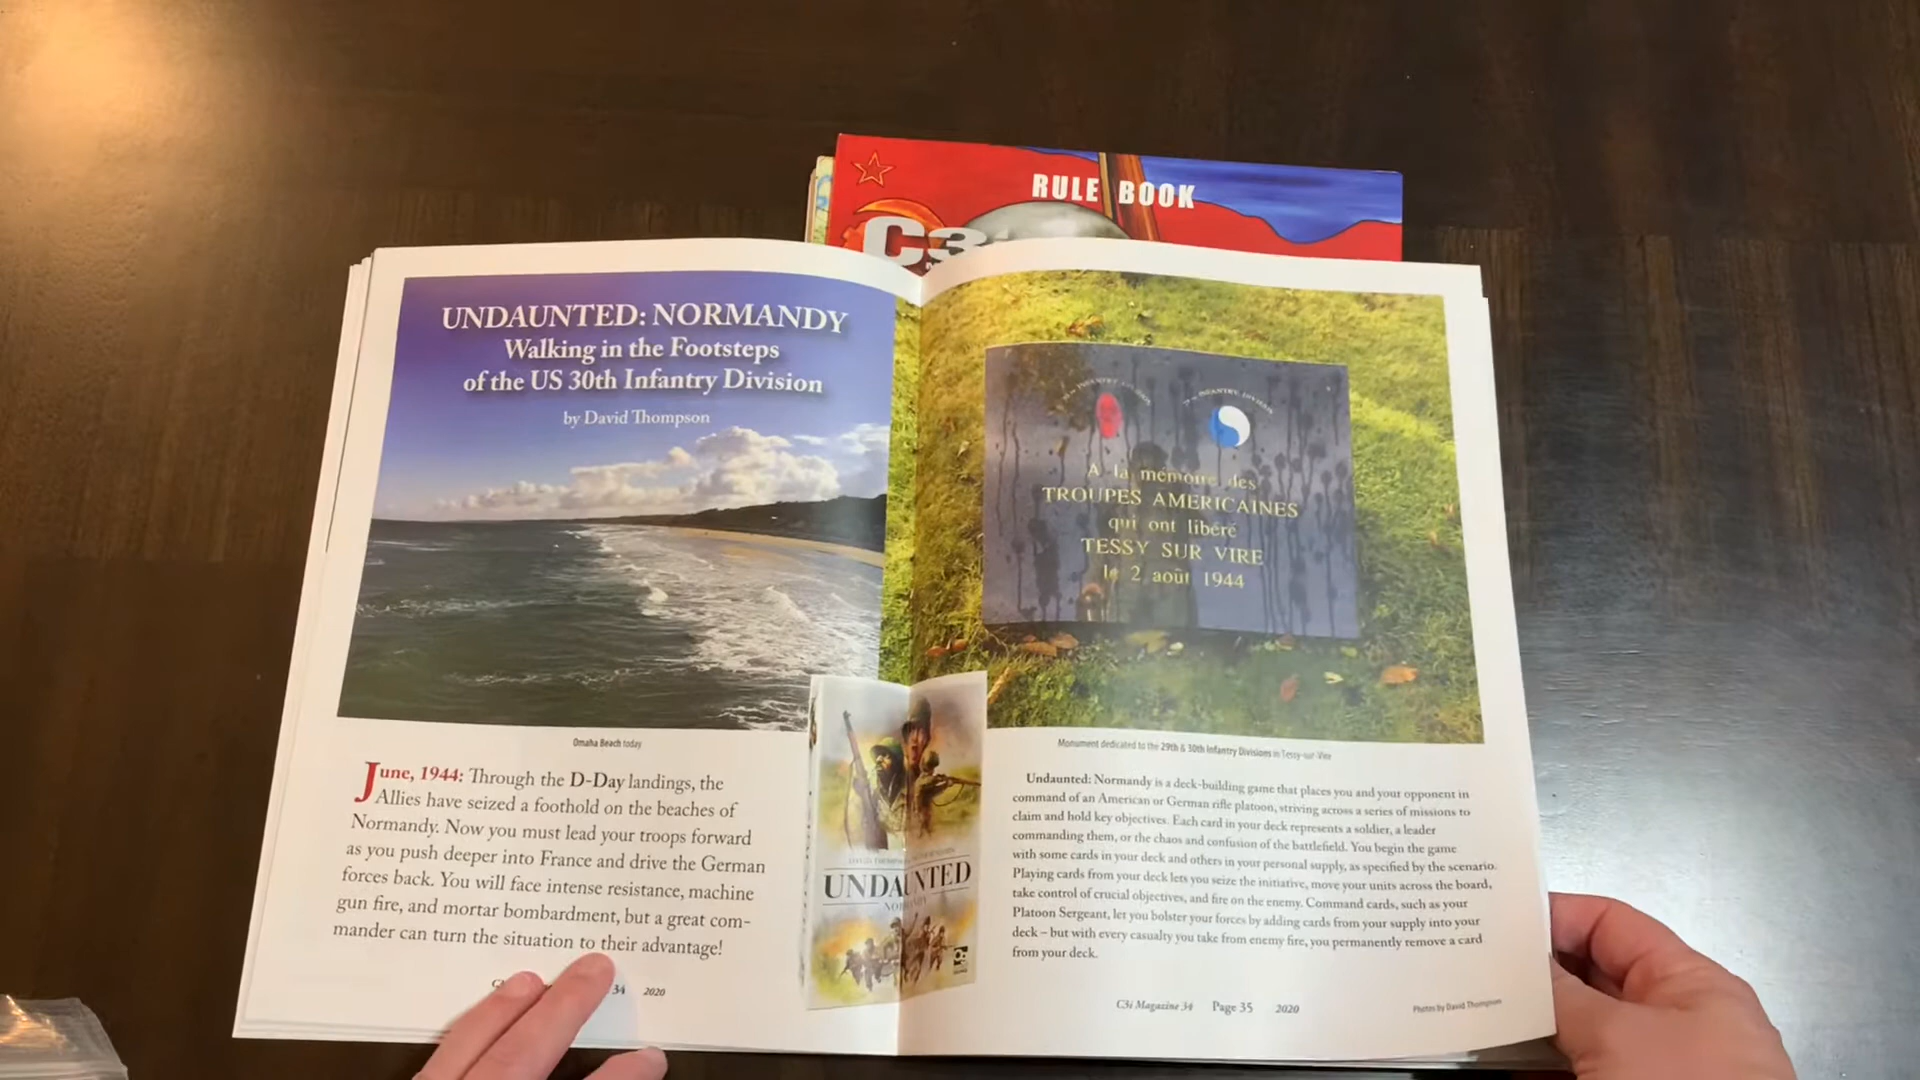 RULE BOOK
C3
UNDAUNTED: NORMANDY
Walking in the Footsteps
of the US 30th Infantry Division
by David Thompson
Omaha Beach today
June, 1944: Through the D-Day landings, the
Allies have seized a foothold on the beaches of
Normandy. Now you must lead your troops forward
as you push deeper into France and drive the German
forces back. You will face intense resistance, machine
gun fire, and mortar bombardment, but a great com-
mander can turn the situation to their advantage!
34 2020
UNDAUNTED
NORMANDY
INFANTRY DIVISION
INFANTRY DIVISION
A la mémoire des
TROUPES AMERICAINES
qui ont libéré
TESSY SUR VIRE
le 2 août 1944
Monument dedicated to the 29th & 30th Infantry Divisions in Tessy-sur-Vire
Undaunted: Normandy is a deck-building game that places you and your opponent in
command of an American or German rifle platoon, striving across a series of missions to
claim and hold key objectives. Each card in your deck represents a soldier, a leader
commanding them, or the chaos and confusion of the battlefield. You begin the game
with some cards in your deck and others in your personal supply, as specified by the scenario.
Playing cards from your deck lets you seize the initiative, move your units across the board,
take control of crucial objectives, and fire on the enemy. Command cards, such as your
Platoon Sergeant, let you bolster your forces by adding cards from your supply into your
deck – but with every casualty you take from enemy fire, you permanently remove a card
from your deck.
C3i Magazine 34 Page 35 2020
Photos by David Thompson